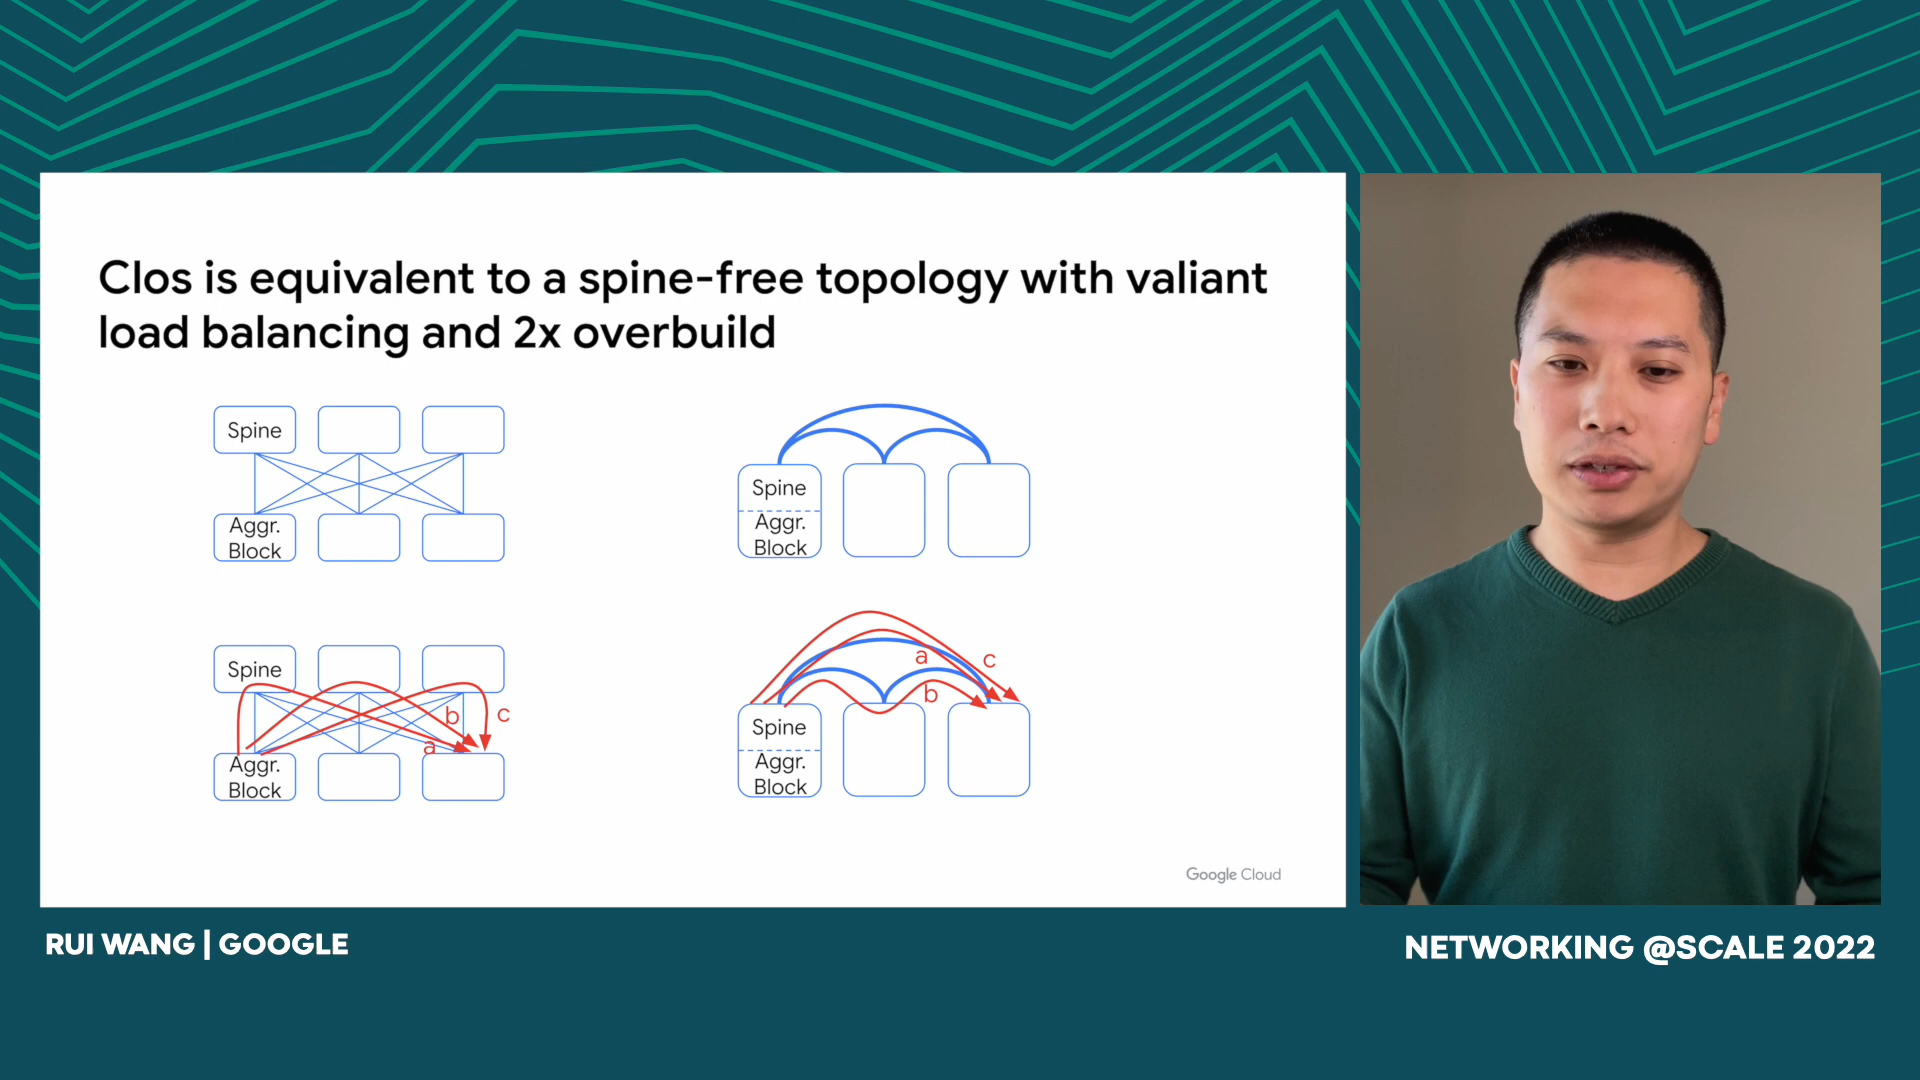 Clos is equivalent to a spine-free topology with valiant
load balancing and 2x overbuild
Spine
Aggr.
Block
Spine
Aggr.
Block
Spine
b
c
a
Aggr.
Block
a
c
b
Spine
Aggr.
Block
Google Cloud
RUI WANG | GOOGLE
NETWORKING @SCALE 2022